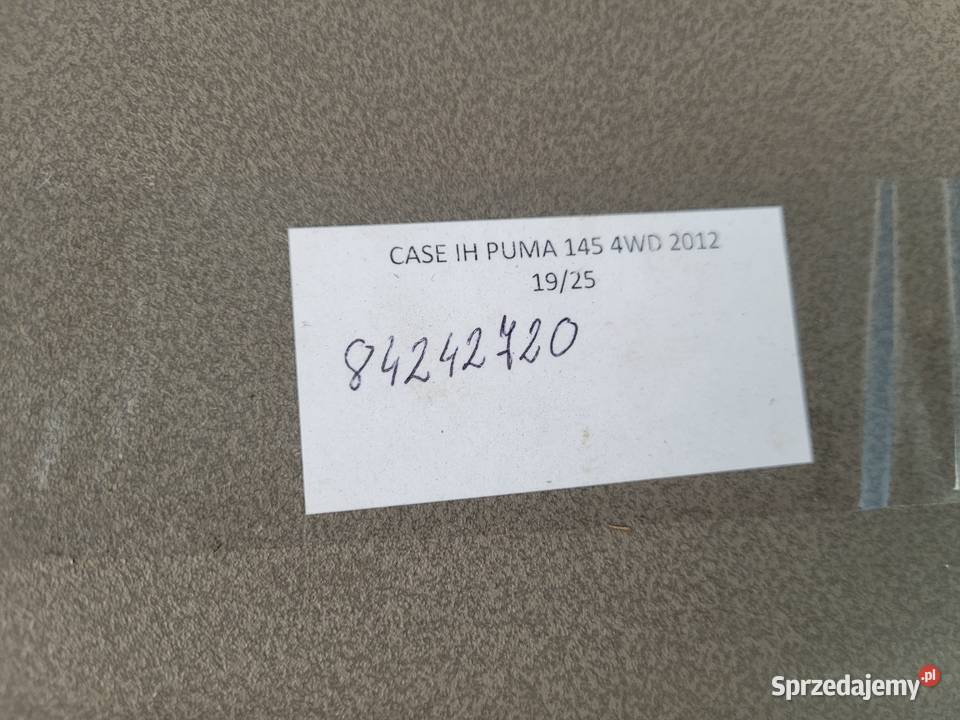 CASE IH PUMA 145 4WD 2012
19/25
84242720
Sprzedajemy.pl